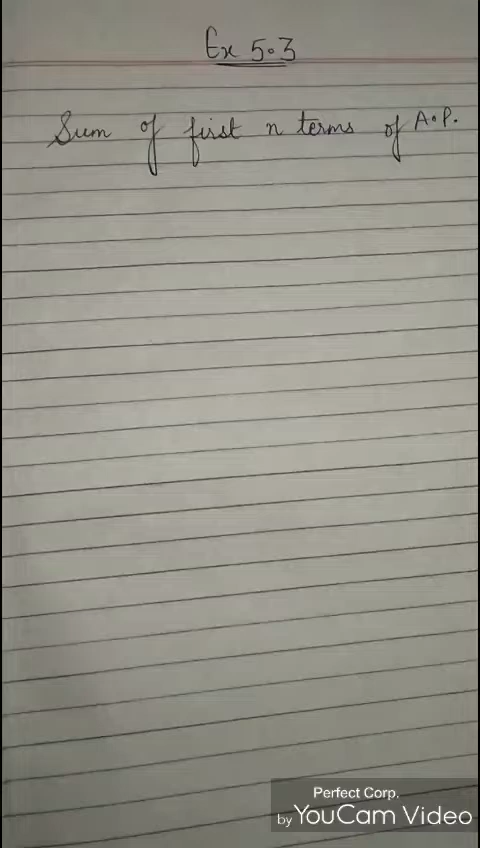 Ex 5.3
Sum of first n terms of A.P.
Perfect Corp.
by YouCam Video